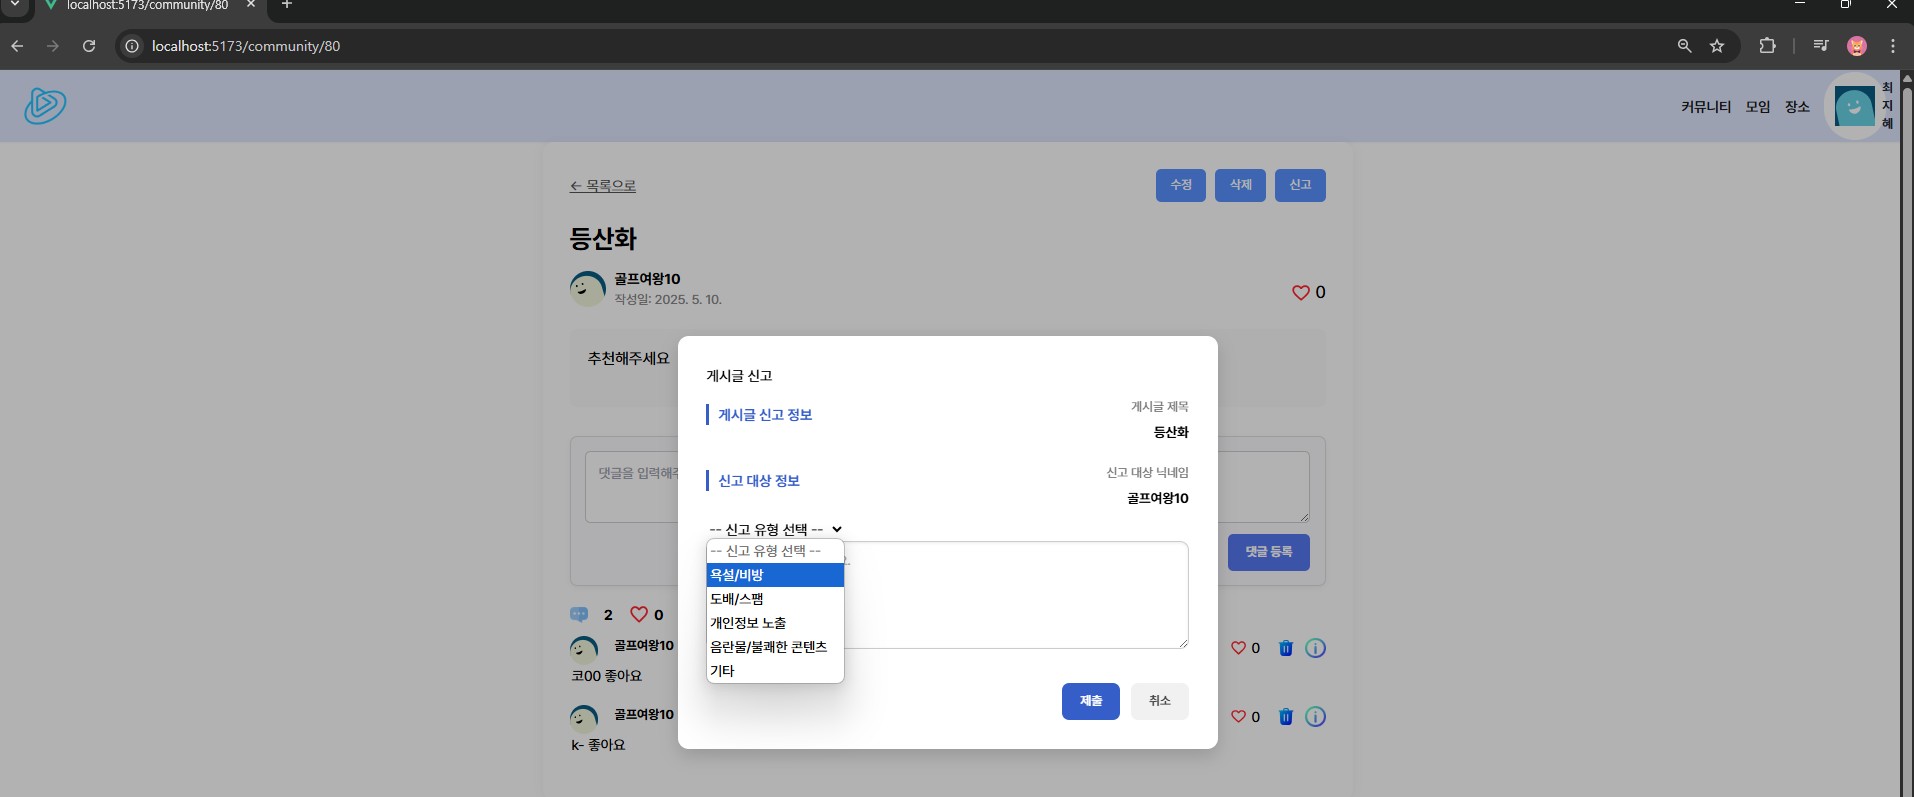 localhost:5173/community/80
localhost:5173/community/80
커뮤니티 모임 장소 최지혜
← 목록으로
수정 삭제 신고
등산화
골프여왕10
작성일: 2025. 5. 10.
0
추천해주세요
게시글 신고
게시글 신고 정보
게시글 제목
등산화
신고 대상 정보
신고 대상 닉네임
골프여왕10
-- 신고 유형 선택 --
-- 신고 유형 선택 --
욕설/비방
도배/스팸
개인정보 노출
음란물/불쾌한 콘텐츠
기타
제출 취소
댓글을 입력해
댓글 등록
2 0
골프여왕10
0
코00 좋아요
골프여왕10
0
k- 좋아요